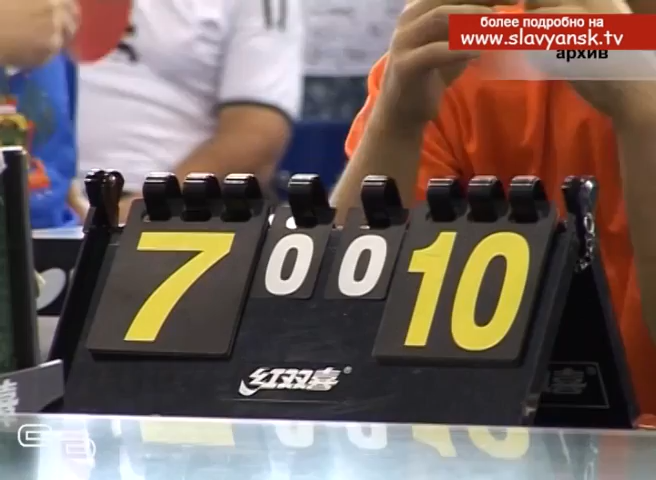 более подробно на
www.slavyansk.tv
архив
7 0 0 10
红双喜®